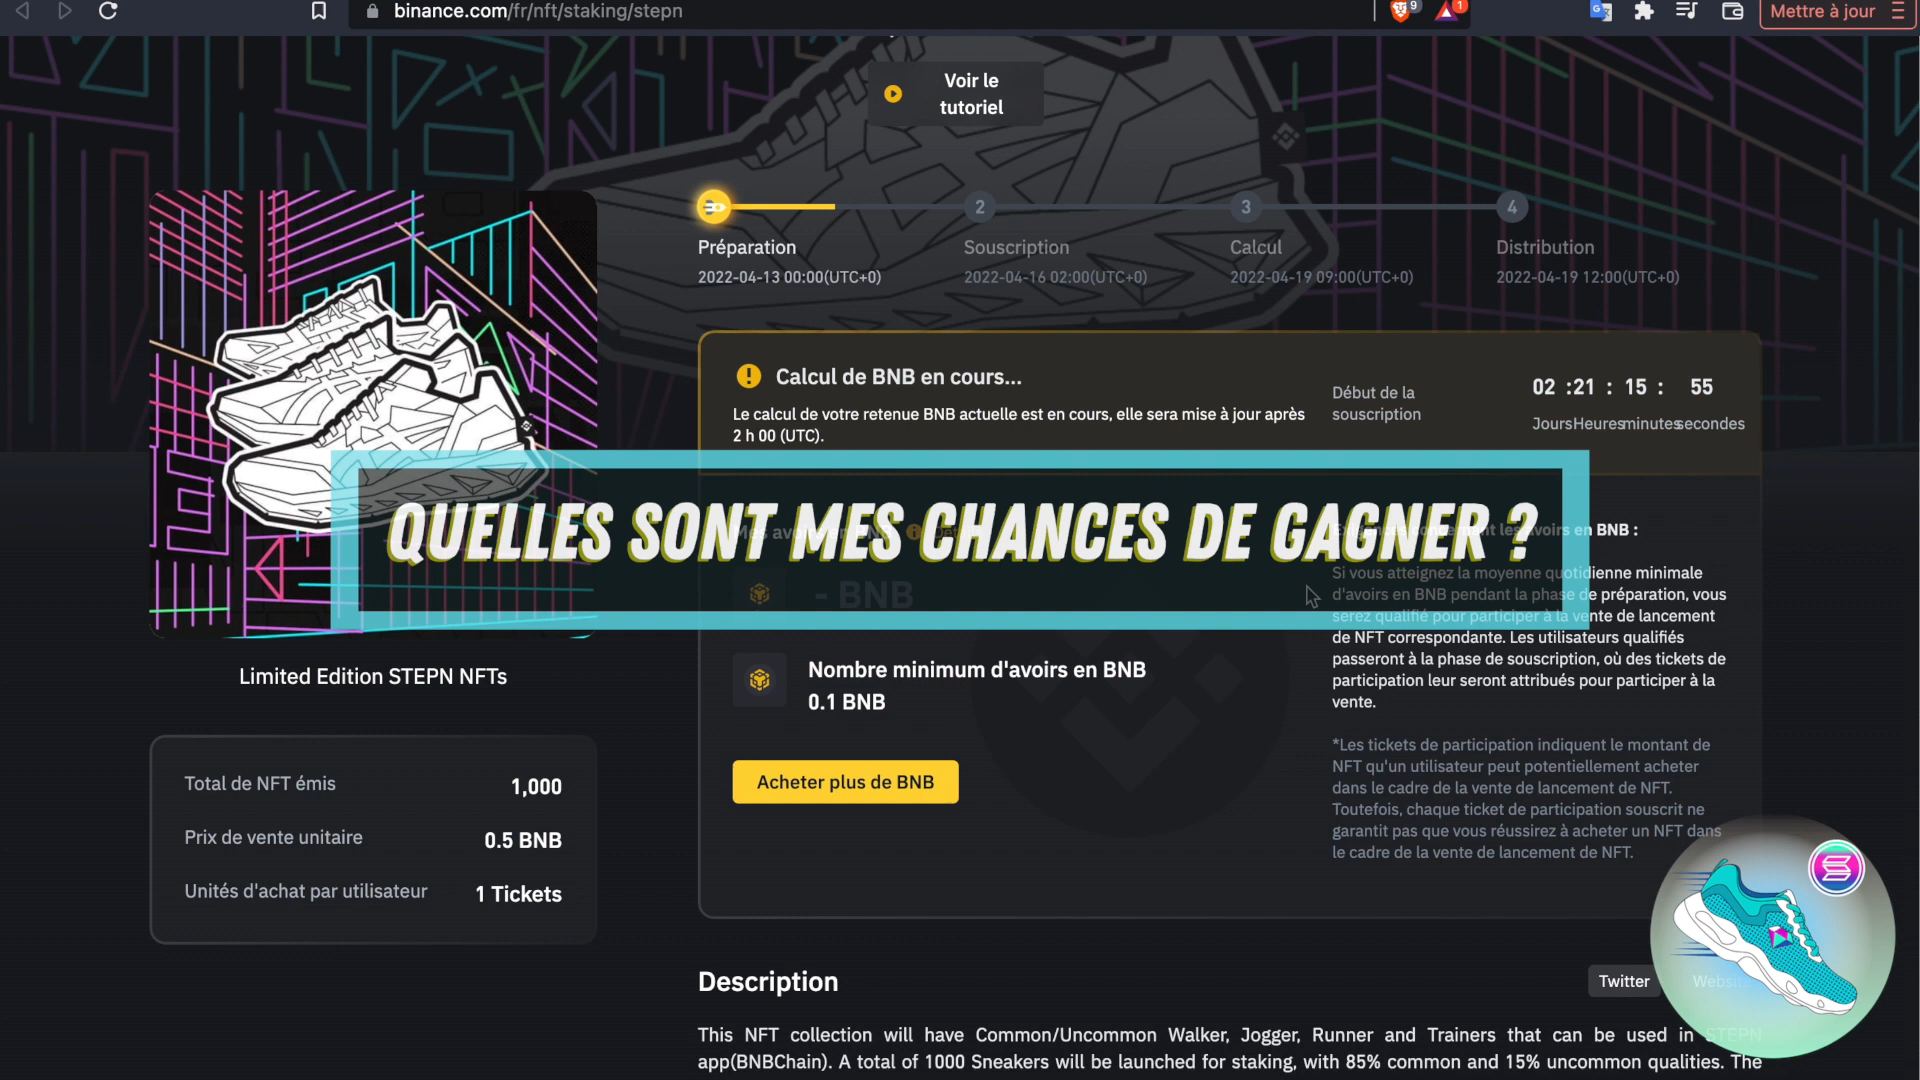 binance.com/fr/nft/staking/stepn
9
1
Mettre à jour
Voir le
tutoriel
2
3
4
Préparation
Souscription
Calcul
Distribution
2022-04-13 00:00(UTC+0)
2022-04-16 02:00(UTC+0)
2022-04-19 09:00(UTC+0)
2022-04-19 12:00(UTC+0)
Calcul de BNB en cours...
Le calcul de votre retenue BNB actuelle est en cours, elle sera mise à jour après
2 h 00 (UTC).
Début de la
souscription
02 :21 : 15 : 55
JoursHeuresminutessecondes
QUELLES SONT MES CHANCES DE GAGNER ?
- BNB
Nombre minimum d'avoirs en BNB
0.1 BNB
Acheter plus de BNB
les avoirs en BNB :
Si vous atteignez la moyenne quotidienne minimale
d'avoirs en BNB pendant la phase de préparation, vous
serez qualifié pour participer à la vente de lancement
de NFT correspondante. Les utilisateurs qualifiés
passeront à la phase de souscription, où des tickets de
participation leur seront attribués pour participer à la
vente.
*Les tickets de participation indiquent le montant de
NFT qu'un utilisateur peut potentiellement acheter
dans le cadre de la vente de lancement de NFT.
Toutefois, chaque ticket de participation souscrit ne
garantit pas que vous réussirez à acheter un NFT dans
le cadre de la vente de lancement de NFT.
Limited Edition STEPN NFTs
Total de NFT émis
1,000
Prix de vente unitaire
0.5 BNB
Unités d'achat par utilisateur
1 Tickets
Description
Twitter
Website
This NFT collection will have Common/Uncommon Walker, Jogger, Runner and Trainers that can be used in STEPN
app(BNBChain). A total of 1000 Sneakers will be launched for staking, with 85% common and 15% uncommon qualities. The